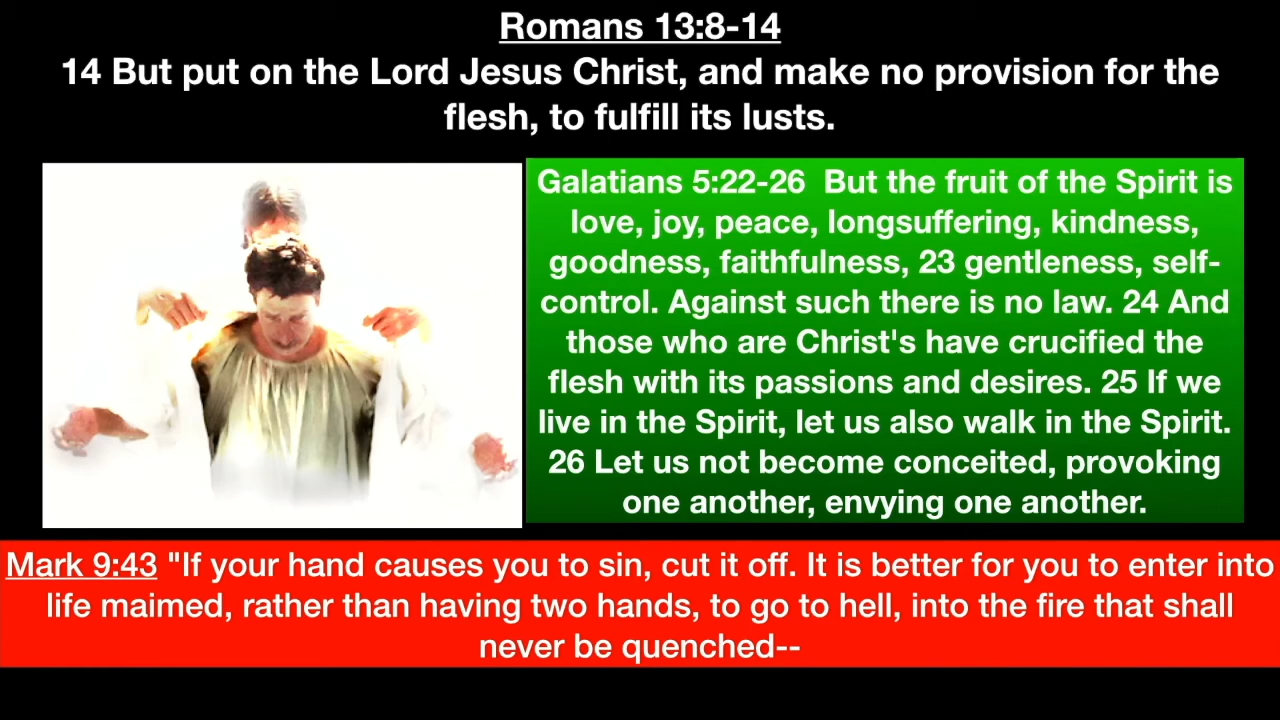 Romans 13:8-14
14 But put on the Lord Jesus Christ, and make no provision for the
flesh, to fulfill its lusts.
Galatians 5:22-26  But the fruit of the Spirit is
love, joy, peace, longsuffering, kindness,
goodness, faithfulness, 23 gentleness, self-
control. Against such there is no law. 24 And
those who are Christ's have crucified the
flesh with its passions and desires. 25 If we
live in the Spirit, let us also walk in the Spirit.
26 Let us not become conceited, provoking
one another, envying one another.
Mark 9:43 "If your hand causes you to sin, cut it off. It is better for you to enter into
life maimed, rather than having two hands, to go to hell, into the fire that shall
never be quenched--